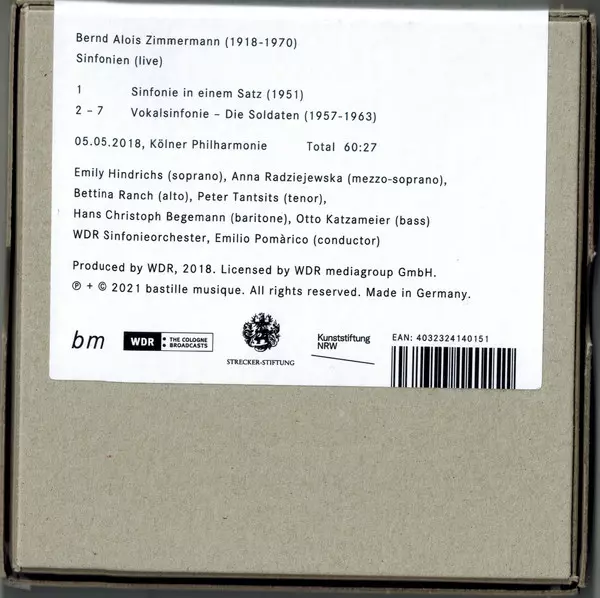 Bernd Alois Zimmermann (1918-1970)
Sinfonien (live)
1 Sinfonie in einem Satz (1951)
2 – 7 Vokalsinfonie – Die Soldaten (1957-1963)
05.05.2018, Kölner Philharmonie Total 60:27
Emily Hindrichs (soprano), Anna Radziejewska (mezzo-soprano),
Bettina Ranch (alto), Peter Tantsits (tenor),
Hans Christoph Begemann (baritone), Otto Katzameier (bass)
WDR Sinfonieorchester, Emilio Pomàrico (conductor)
Produced by WDR, 2018. Licensed by WDR mediagroup GmbH.
℗ + © 2021 bastille musique. All rights reserved. Made in Germany.
bm
WDR THE COLOGNE
BROADCASTS
STRECKER-STIFTUNG
Kunststiftung
NRW
EAN: 4032324140151